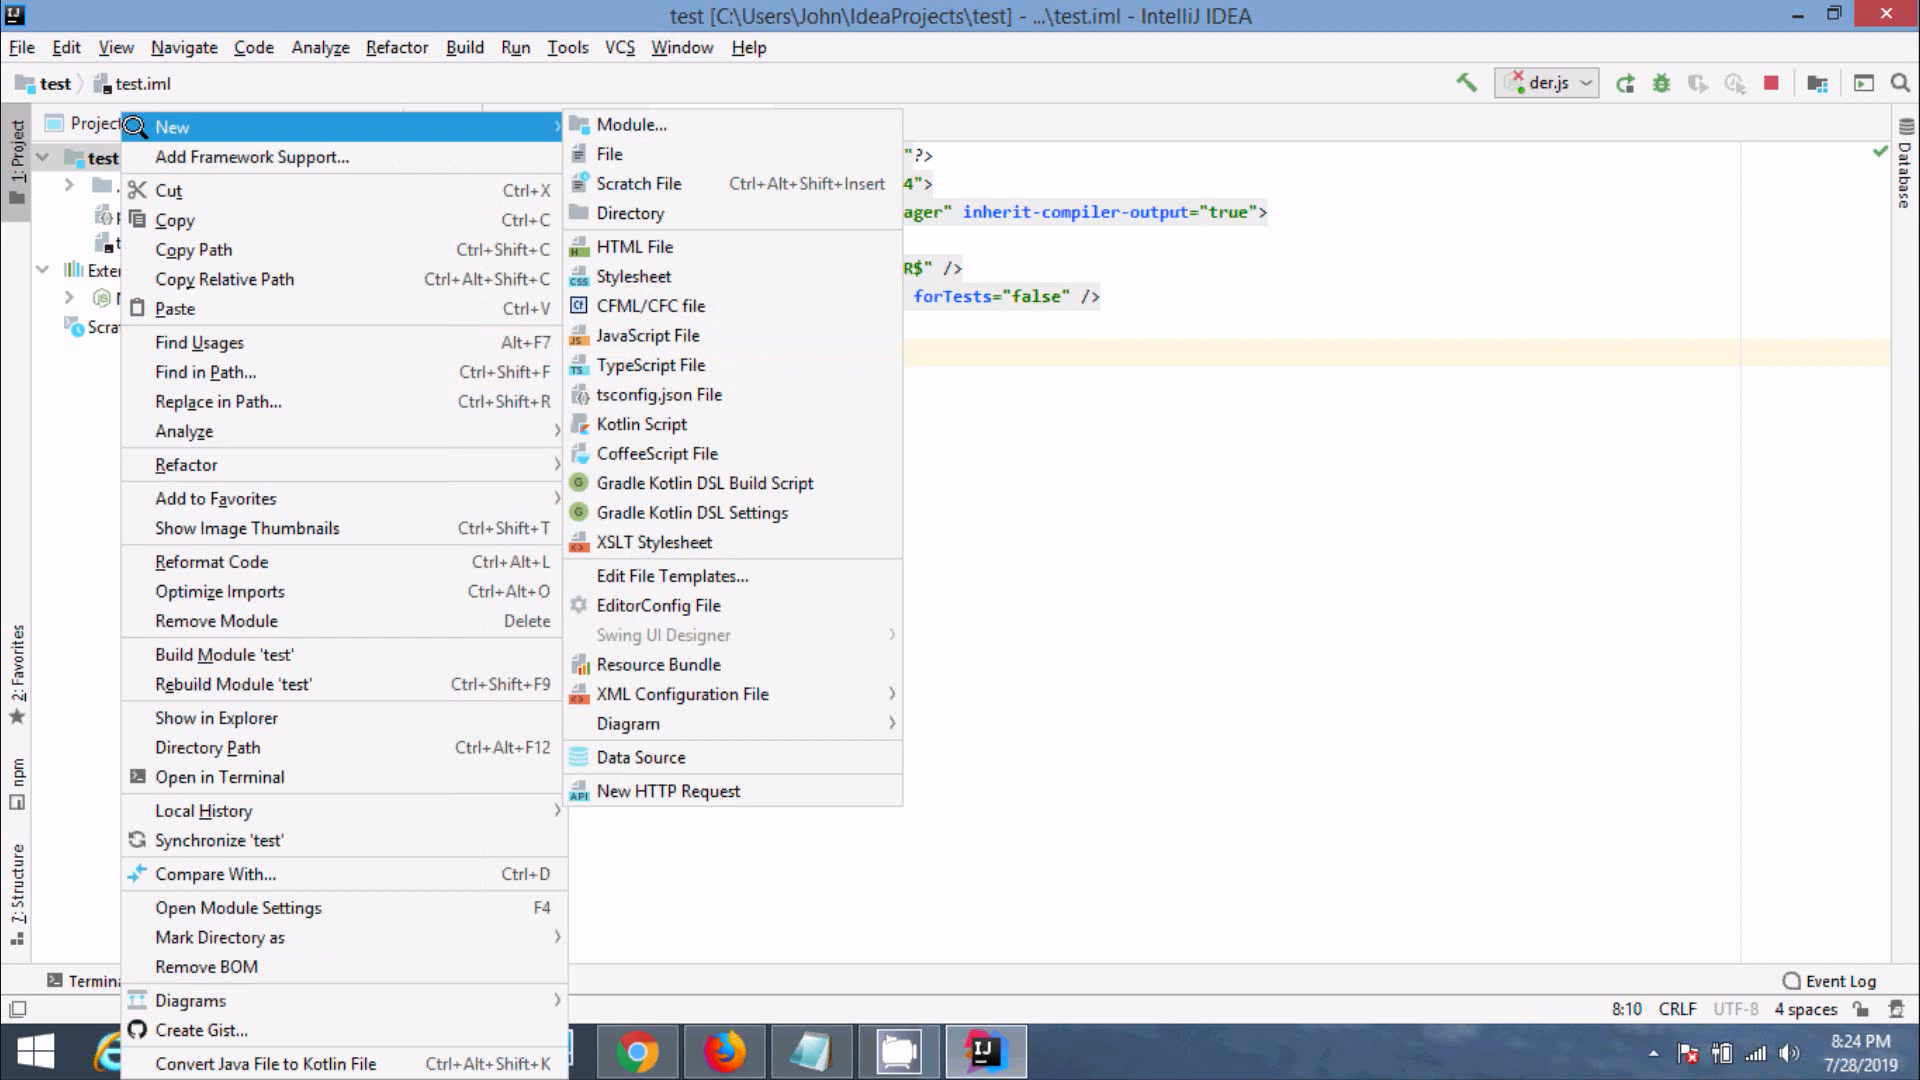 test [C:\Users\John\IdeaProjects\test] - ...\test.iml - IntelliJ IDEA
File Edit View Navigate Code Analyze Refactor Build Run Tools VCS Window Help
test test.iml
der.js
1: Project
Project
test
Exter
Scrat
2: Favorites
npm
7: Structure
Database
New
Add Framework Support...
Cut Ctrl+X
Copy Ctrl+C
Copy Path Ctrl+Shift+C
Copy Relative Path Ctrl+Alt+Shift+C
Paste Ctrl+V
Find Usages Alt+F7
Find in Path... Ctrl+Shift+F
Replace in Path... Ctrl+Shift+R
Analyze
Refactor
Add to Favorites
Show Image Thumbnails Ctrl+Shift+T
Reformat Code Ctrl+Alt+L
Optimize Imports Ctrl+Alt+O
Remove Module Delete
Build Module 'test'
Rebuild Module 'test' Ctrl+Shift+F9
Show in Explorer
Directory Path Ctrl+Alt+F12
Open in Terminal
Local History
Synchronize 'test'
Compare With... Ctrl+D
Open Module Settings F4
Mark Directory as
Remove BOM
Diagrams
Create Gist...
Convert Java File to Kotlin File Ctrl+Alt+Shift+K
Module...
File
Scratch File Ctrl+Alt+Shift+Insert
Directory
HTML File
Stylesheet
CFML/CFC file
JavaScript File
TypeScript File
tsconfig.json File
Kotlin Script
CoffeeScript File
Gradle Kotlin DSL Build Script
Gradle Kotlin DSL Settings
XSLT Stylesheet
Edit File Templates...
EditorConfig File
Swing UI Designer
Resource Bundle
XML Configuration File
Diagram
Data Source
New HTTP Request
"?>
4">
ager" inherit-compiler-output="true">
R$" />
forTests="false" />
Termina
Event Log
8:10 CRLF UTF-8 4 spaces
8:24 PM
7/28/2019